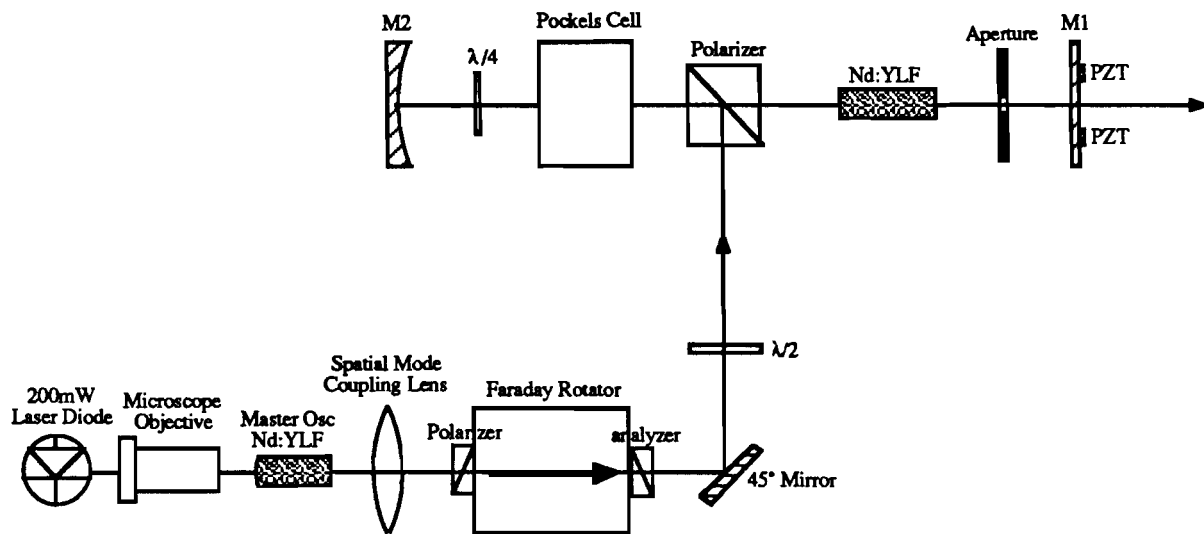 M2
λ/4
Pockels Cell
Polarizer
Nd:YLF
Aperture
M1
PZT
PZT
λ/2
200mW
Laser Diode
Microscope
Objective
Master Osc
Nd:YLF
Spatial Mode
Coupling Lens
Polarizer
Faraday Rotator
analyzer
45° Mirror